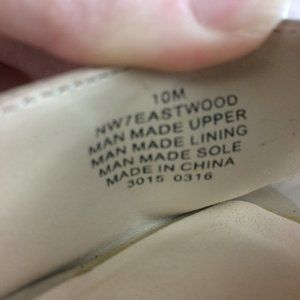 10M
NW7EASTWOOD
MAN MADE UPPER
MAN MADE LINING
MAN MADE SOLE
MADE IN CHINA
3015 0316